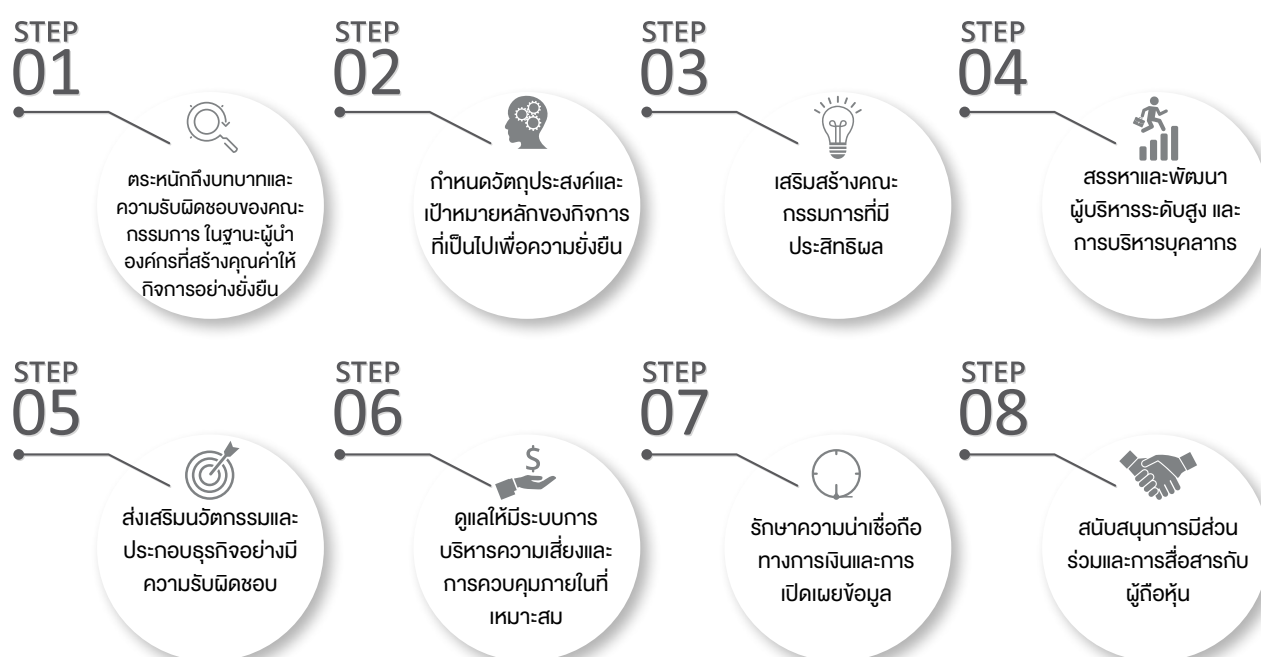 STEP
01
ตระหนักถึงบทบาทและ
ความรับผิดชอบของคณะ
กรรมการ ในฐานะผู้นำ
องค์กรที่สร้างคุณค่าให้
กิจการอย่างยั่งยืน
STEP
02
กำหนดวัตถุประสงค์และ
เป้าหมายหลักของกิจการ
ที่เป็นไปเพื่อความยั่งยืน
STEP
03
เสริมสร้างคณะ
กรรมการที่มี
ประสิทธิผล
STEP
04
สรรหาและพัฒนา
ผู้บริหารระดับสูง และ
การบริหารบุคลากร
STEP
05
ส่งเสริมนวัตกรรมและ
ประกอบธุรกิจอย่างมี
ความรับผิดชอบ
STEP
06
$
ดูแลให้มีระบบการ
บริหารความเสี่ยงและ
การควบคุมภายในที่
เหมาะสม
STEP
07
รักษาความน่าเชื่อถือ
ทางการเงินและการ
เปิดเผยข้อมูล
STEP
08
สนับสนุนการมีส่วน
ร่วมและการสื่อสารกับ
ผู้ถือหุ้น